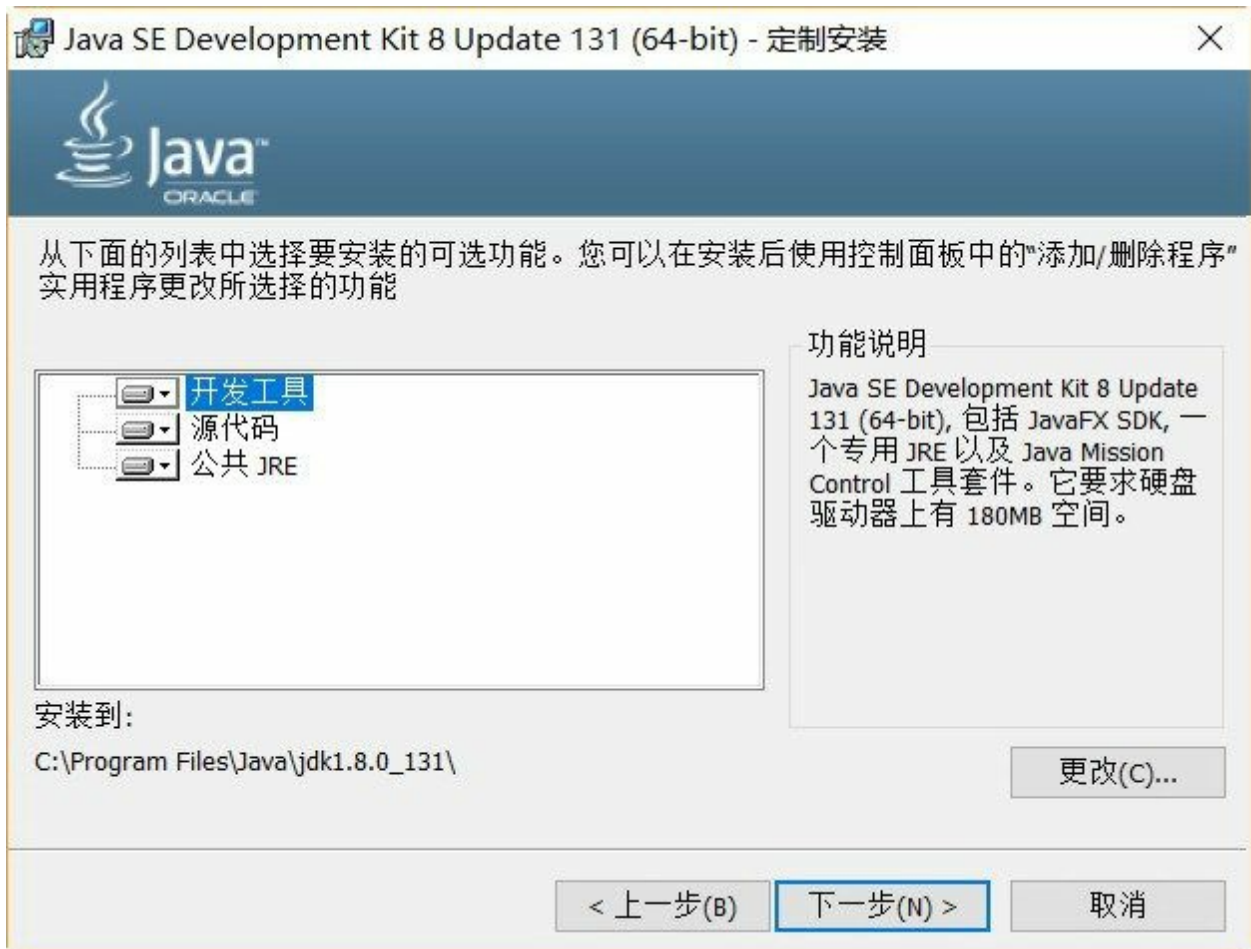 Java SE Development Kit 8 Update 131 (64-bit) - 定制安装
Java™
ORACLE
从下面的列表中选择要安装的可选功能。您可以在安装后使用控制面板中的“添加/删除程序”
实用程序更改所选择的功能
开发工具
源代码
公共 JRE
功能说明
Java SE Development Kit 8 Update
131 (64-bit), 包括 JavaFX SDK, 一
个专用 JRE 以及 Java Mission
Control 工具套件。它要求硬盘
驱动器上有 180MB 空间。
安装到:
C:\Program Files\Java\jdk1.8.0_131\
更改(C)...
< 上一步(B)
下一步(N) >
取消